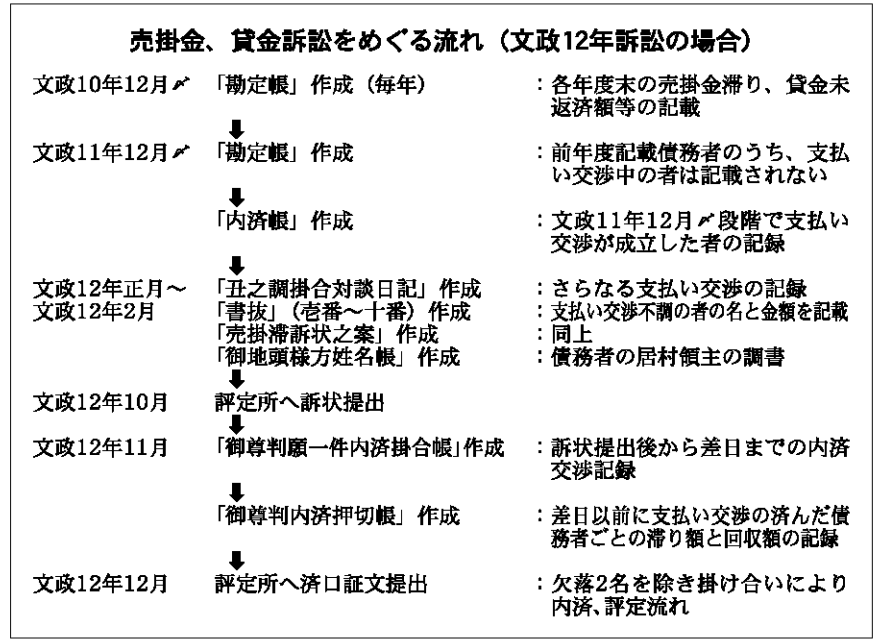 売掛金、貸金訴訟をめぐる流れ（文政12年訴訟の場合）
文政10年12月〆 「勘定帳」作成（毎年） ：各年度末の売掛金滞り、貸金未
返済額等の記載
⬇
文政11年12月〆 「勘定帳」作成 ：前年度記載債務者のうち、支払
い交渉中の者は記載されない
⬇
「内済帳」作成 ：文政11年12月〆段階で支払い
交渉が成立した者の記録
⬇
文政12年正月～ 「丑之調掛合対談日記」作成 ：さらなる支払い交渉の記録
文政12年2月 「書抜」（壱番～十番）作成 ：支払い交渉不調の者の名と金額を記載
「売掛滞訴状之案」作成 ：同上
「御地頭様方姓名帳」作成 ：債務者の居村領主の調書
⬇
文政12年10月 評定所へ訴状提出
⬇
文政12年11月 「御尊判願一件内済掛合帳」作成 ：訴状提出後から差日までの内済
交渉記録
⬇
「御尊判内済押切帳」作成 ：差日以前に支払い交渉の済んだ債
務者ごとの滞り額と回収額の記録
⬇
文政12年12月 評定所へ済口証文提出 ：欠落2名を除き掛け合いにより
内済、評定流れ